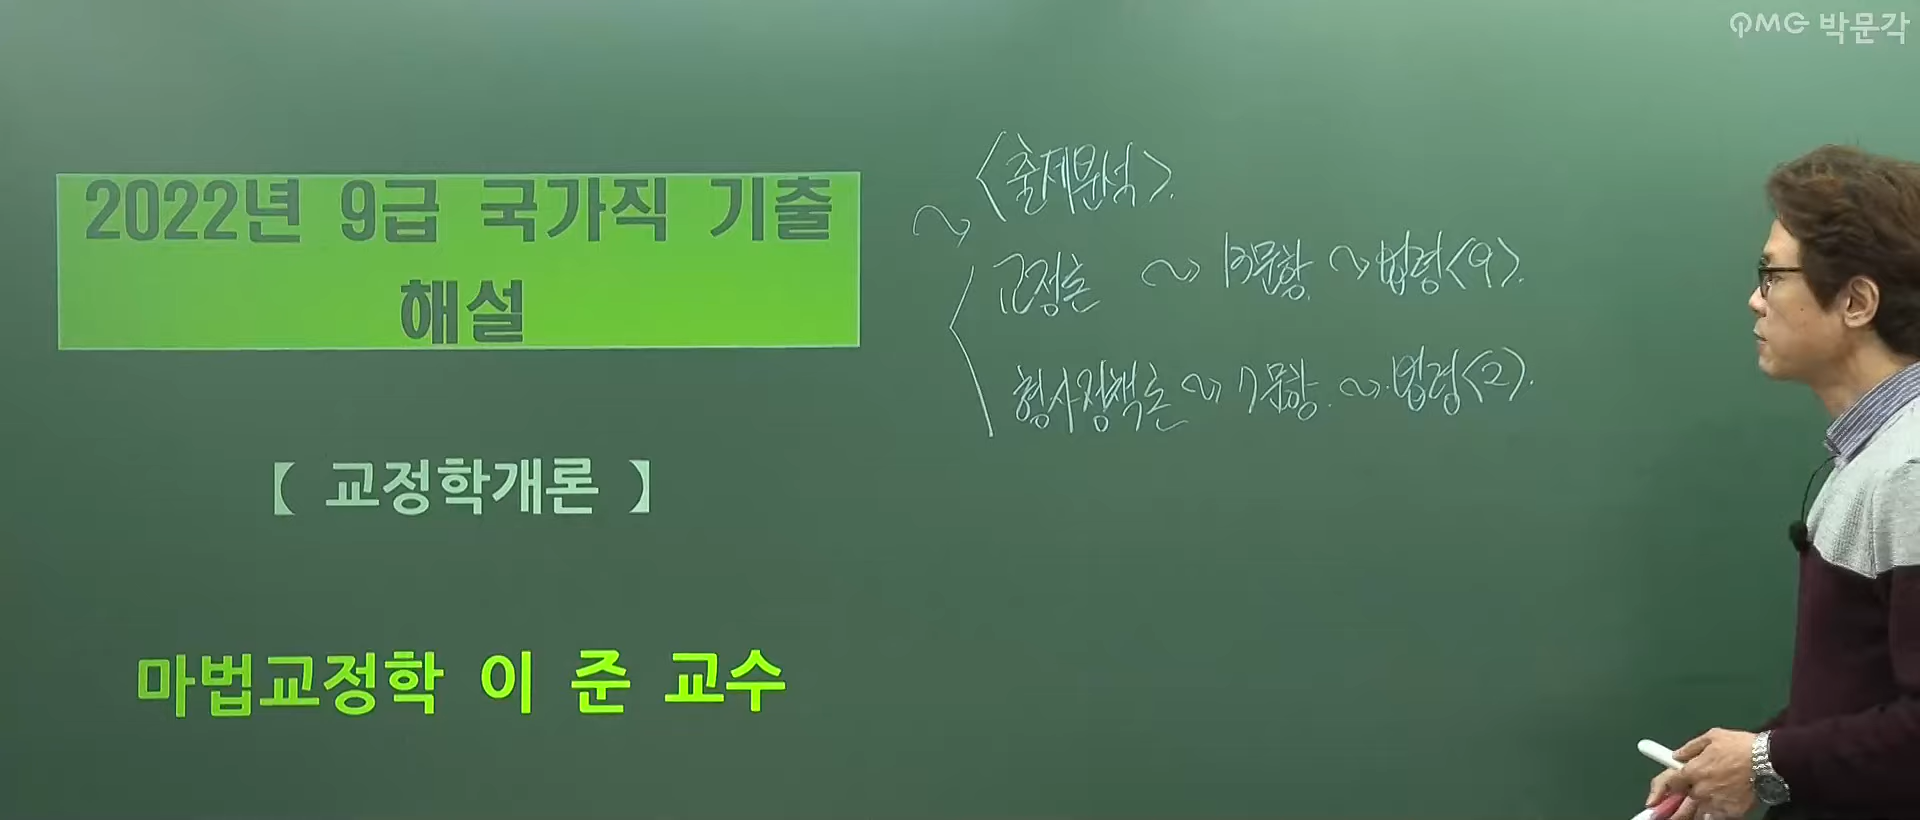 PMG 박문각
2022년 9급 국가직 기출
해설
【 교정학개론 】
마법교정학 이 준 교수
<출제분석>.
교정론 ~ 13문항 ~ 법령<9>.
형사정책론 ~ 7문항. ~ 법령<2>.